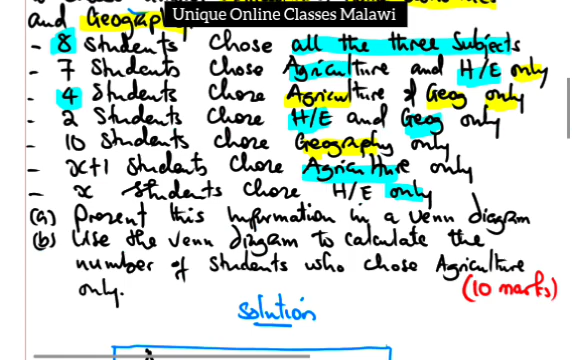 Unique Online Classes Malawi
and Geography
- 8 Students chose all the three Subjects
- 7 Students chose Agriculture and H/E only
- 4 Students chose Agriculture & Geog only
- 2 Students chose H/E and Geog only
- 10 Students chose Geography only
- x+1 Students chose Agriculture only
- x Students chose H/E only
(a) Present this information in a Venn diagram
(b) Use the venn diagram to calculate the
number of students who chose Agriculture
only.
(10 marks)
Solution